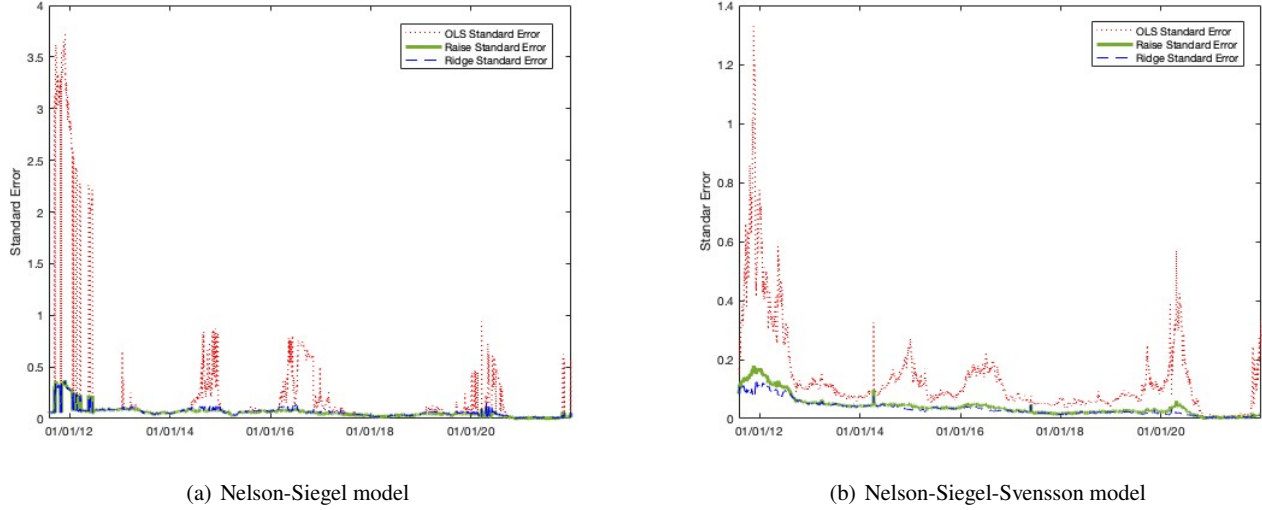 4
3.5
3
2.5
2
1.5
1
0.5
0
Standard Error
OLS Standard Error
Raise Standard Error
Ridge Standard Error
01/01/12
01/01/14
01/01/16
01/01/18
01/01/20
(a) Nelson-Siegel model
1.4
1.2
1
0.8
0.6
0.4
0.2
0
Standar Error
OLS Standard Error
Raise Standard Error
Ridge Standard Error
01/01/12
01/01/14
01/01/16
01/01/18
01/01/20
(b) Nelson-Siegel-Svensson model